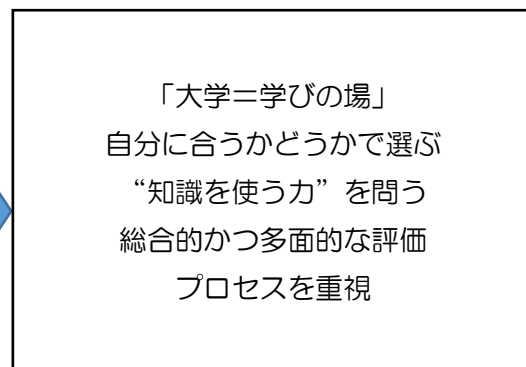 「大学＝学びの場」
自分に合うかどうかで選ぶ
“知識を使う力”を問う
総合的かつ多面的な評価
プロセスを重視